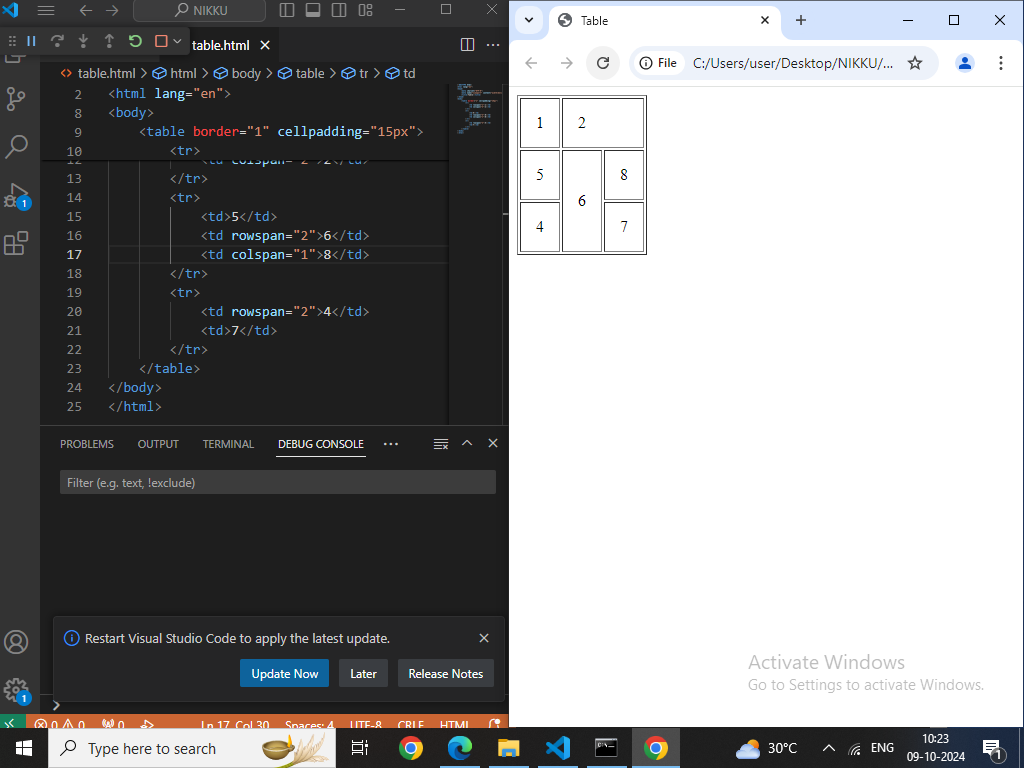 NIKKU
table.html
table.html > html > body > table > tr > td
2 <html lang="en">
8 <body>
9 <table border="1" cellpadding="15px">
10 <tr>
12 <td colspan="2">2</td>
13 </tr>
14 <tr>
15 <td>5</td>
16 <td rowspan="2">6</td>
17 <td colspan="1">8</td>
18 </tr>
19 <tr>
20 <td rowspan="2">4</td>
21 <td>7</td>
22 </tr>
23 </table>
24 </body>
25 </html>
1
PROBLEMS OUTPUT TERMINAL DEBUG CONSOLE
Filter (e.g. text, !exclude)
Restart Visual Studio Code to apply the latest update.
Update Now Later Release Notes
1
0 0 0 Ln 17, Col 30 Spaces: 4 UTF-8 CRLF HTML
Table
File C:/Users/user/Desktop/NIKKU/...
1 2
5 6 8
4 7
Activate Windows
Go to Settings to activate Windows.
Type here to search
30°C ENG
10:23
09-10-2024
1